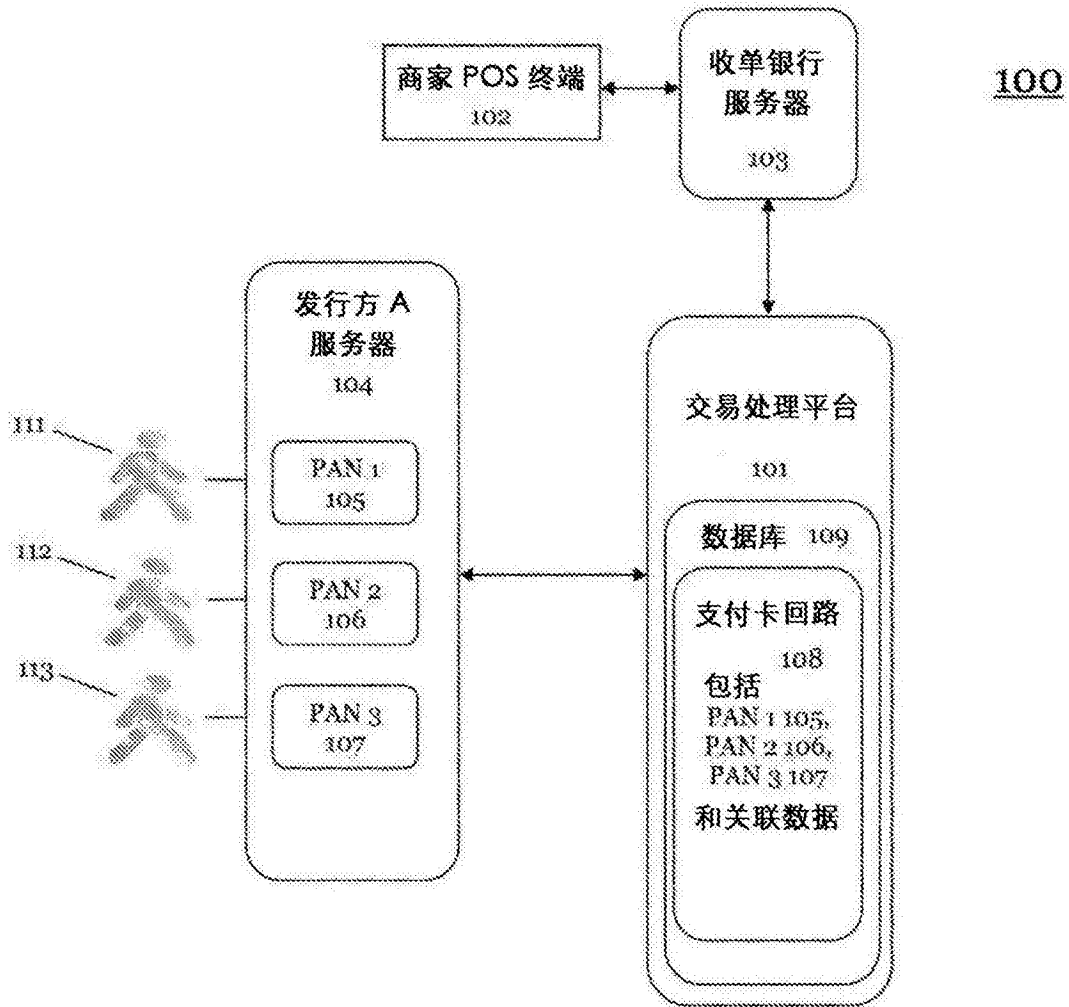 100
商家 POS 终端
102
收单银行
服务器
103
发行方 A
服务器
104
111
PAN 1
105
112
PAN 2
106
113
PAN 3
107
交易处理平台
101
数据库 109
支付卡回路
108
包括
PAN 1 105,
PAN 2 106,
PAN 3 107
和关联数据